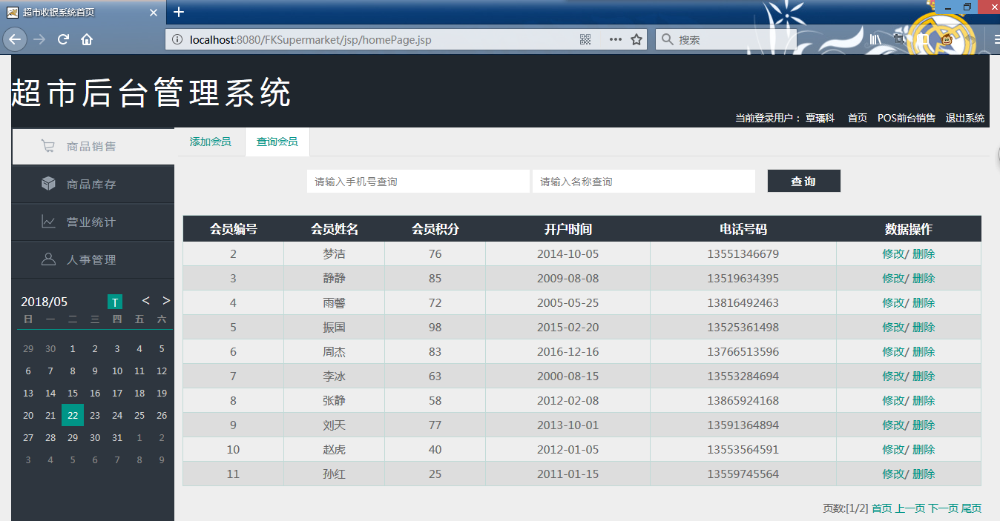 超市收银系统首页
localhost:8080/FKSupermarket/jsp/homePage.jsp
搜索
超市后台管理系统
当前登录用户： 覃璠科 首页 POS前台销售 退出系统
商品销售
商品库存
营业统计
人事管理
添加会员 查询会员
请输入手机号查询 请输入名称查询 查询
会员编号 会员姓名 会员积分 开户时间 电话号码 数据操作
2 梦洁 76 2014-10-05 13551346679 修改/ 删除
3 静静 85 2009-08-08 13519634395 修改/ 删除
4 雨馨 72 2005-05-25 13816492463 修改/ 删除
5 振国 98 2015-02-20 13525361498 修改/ 删除
6 周杰 83 2016-12-16 13766513596 修改/ 删除
7 李冰 63 2000-08-15 13553284694 修改/ 删除
8 张静 58 2012-02-08 13865924168 修改/ 删除
9 刘天 77 2013-10-01 13591364894 修改/ 删除
10 赵虎 40 2012-01-05 13553564591 修改/ 删除
11 孙红 25 2011-01-15 13559745564 修改/ 删除
页数:[1/2] 首页 上一页 下一页 尾页
2018/05 T < >
日 一 二 三 四 五 六
29 30 1 2 3 4 5
6 7 8 9 10 11 12
13 14 15 16 17 18 19
20 21 22 23 24 25 26
27 28 29 30 31 1 2
3 4 5 6 7 8 9